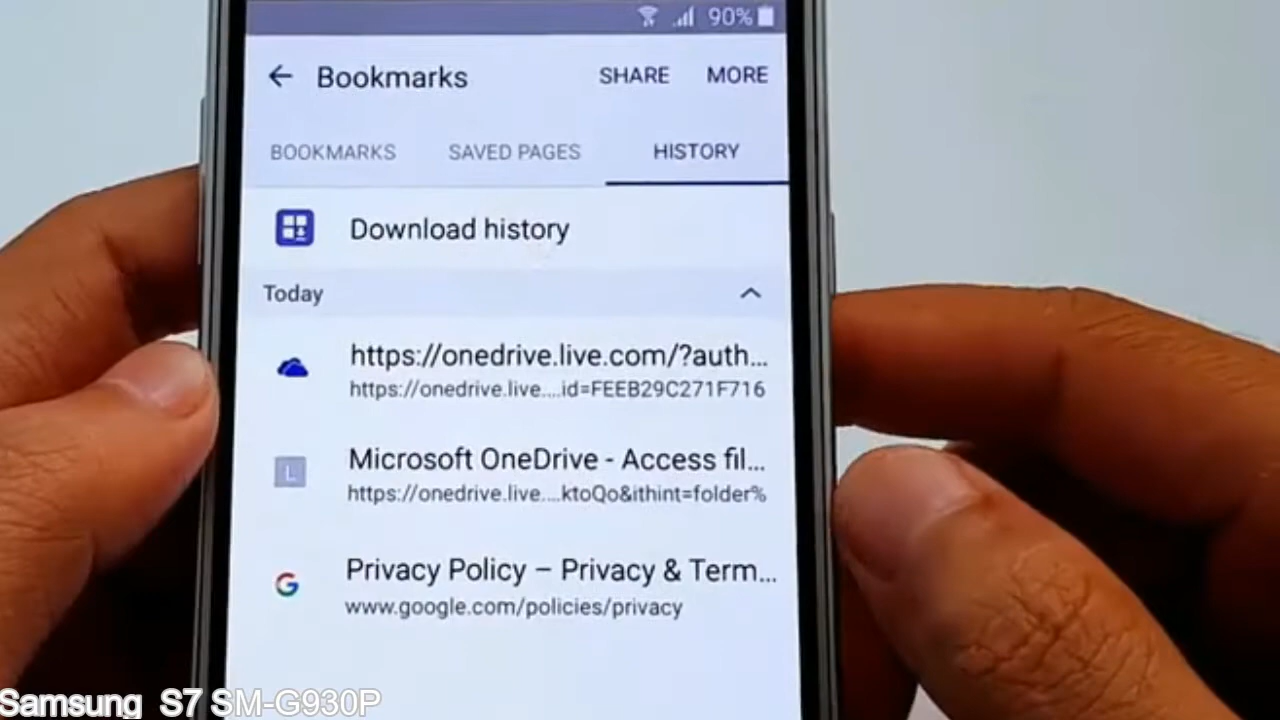 90%
Bookmarks SHARE MORE
BOOKMARKS SAVED PAGES HISTORY
Download history
Today
https://onedrive.live.com/?auth...
https://onedrive.live....id=FEEB29C271F716
L
Microsoft OneDrive - Access fil...
https://onedrive.live....ktoQo&ithint=folder%
G
Privacy Policy – Privacy & Term...
www.google.com/policies/privacy
Samsung S7 SM-G930P